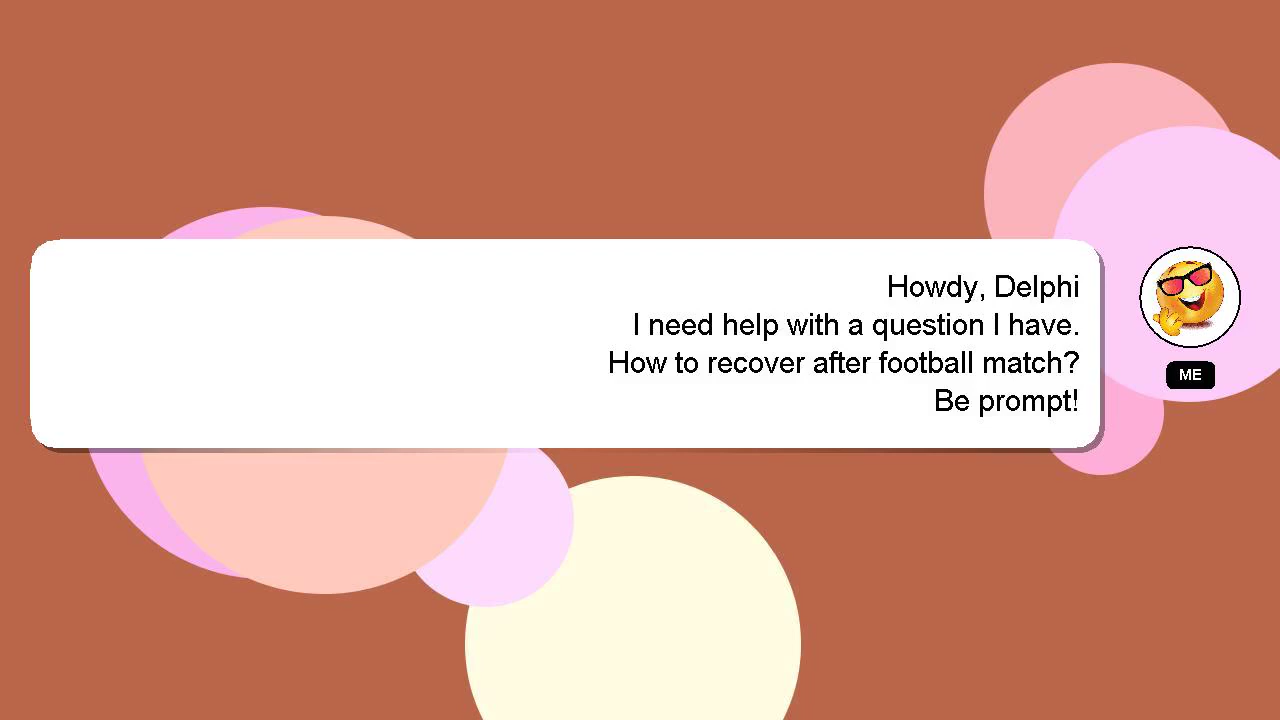 Howdy, Delphi
I need help with a question I have.
How to recover after football match?
Be prompt!
ME